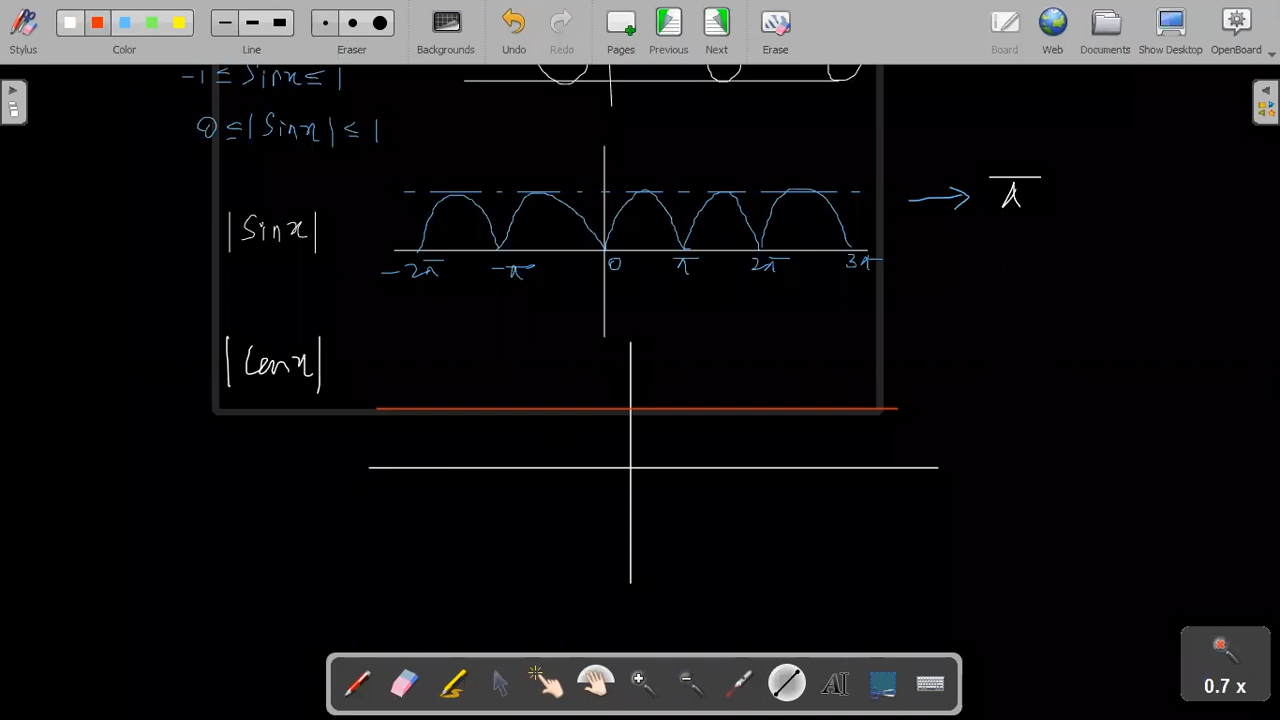 Stylus Color Line Eraser Backgrounds Undo Redo Pages Previous Next Erase Board Web Documents Show Desktop OpenBoard
-1 ≤ Sin x ≤ 1
0 ≤ |Sin x| ≤ 1
→ π
|Sin x|
-2π -π 0 π 2π 3π
|Cos x|
AI
0.7 x